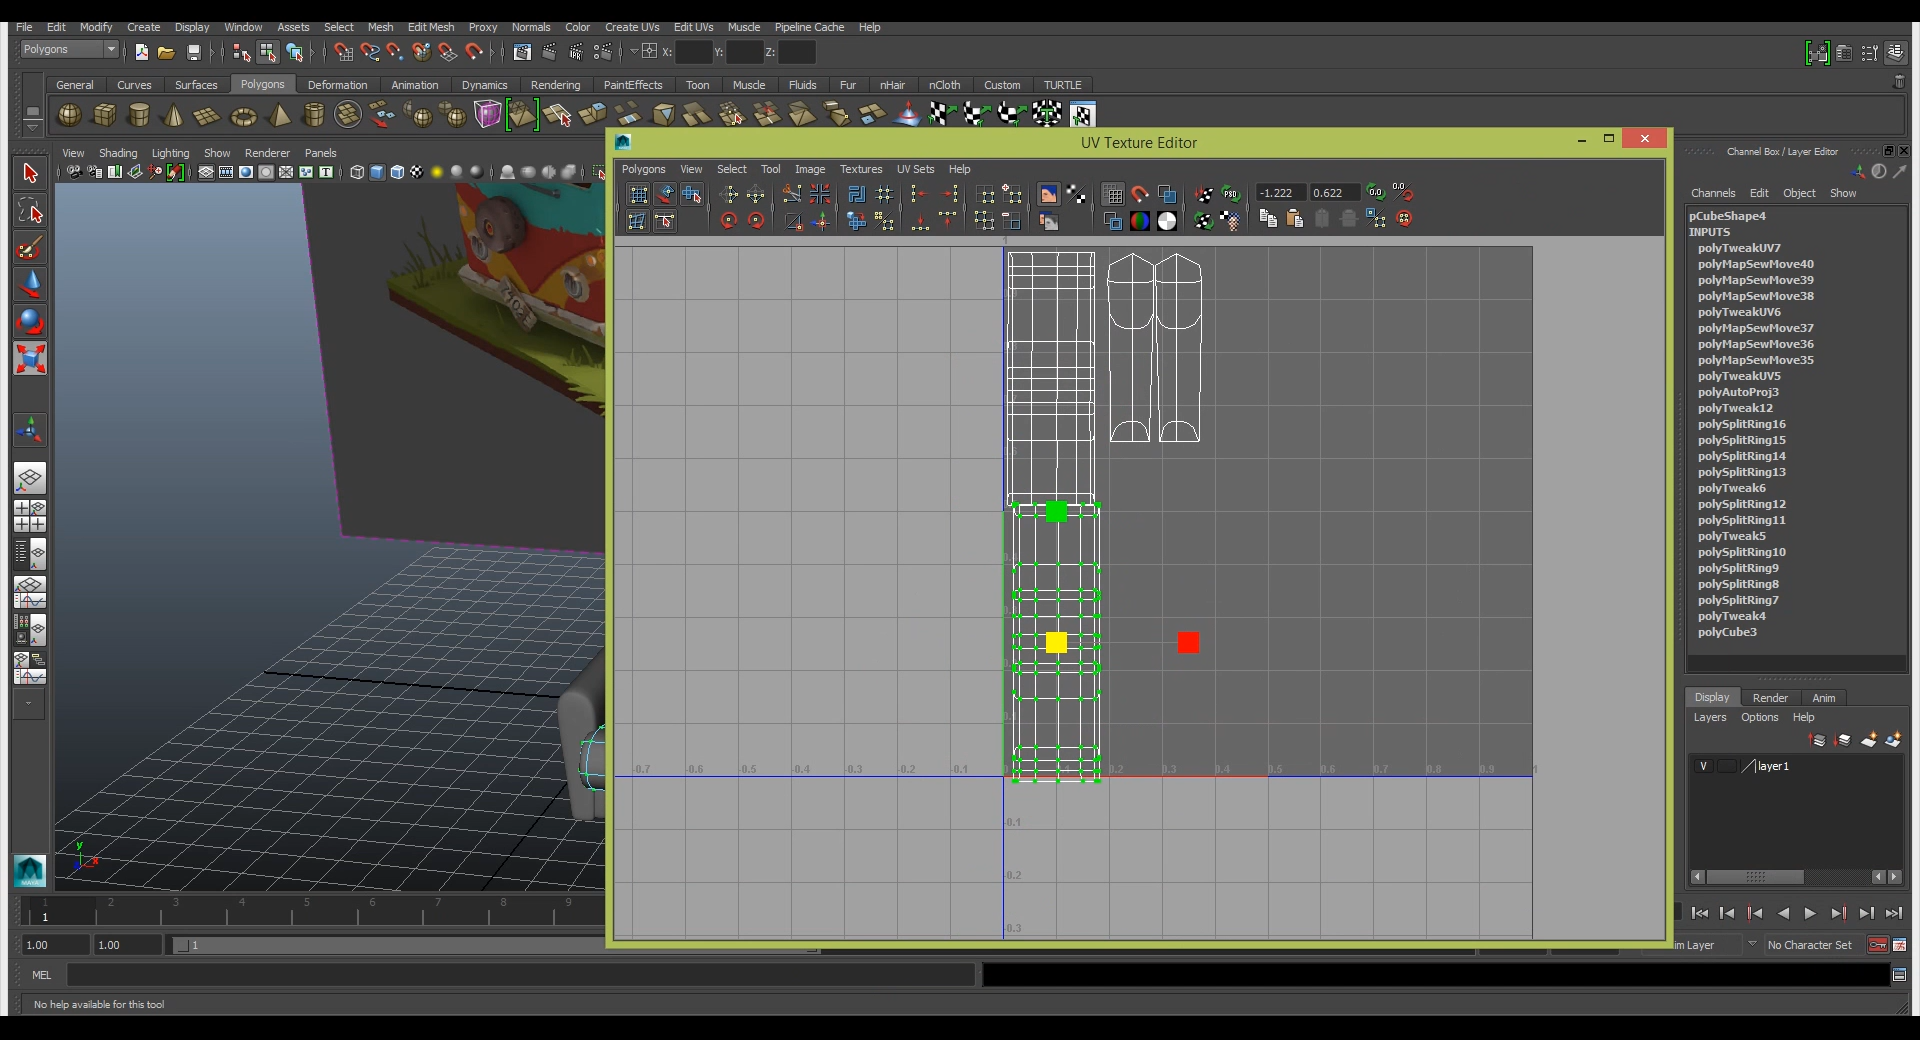 File Edit Modify Create Display Window Assets Select Mesh Edit Mesh Proxy Normals Color Create UVs Edit UVs Muscle Pipeline Cache Help
Polygons X: Y: Z:
General Curves Surfaces Polygons Deformation Animation Dynamics Rendering PaintEffects Toon Muscle Fluids Fur nHair nCloth Custom TURTLE
UV Texture Editor
View Shading Lighting Show Renderer Panels
Polygons View Select Tool Image Textures UV Sets Help
-1.222 0.622
PSD
Channel Box / Layer Editor
Channels Edit Object Show
pCubeShape4
INPUTS
polyTweakUV7
polyMapSewMove40
polyMapSewMove39
polyMapSewMove38
polyTweakUV6
polyMapSewMove37
polyMapSewMove36
polyMapSewMove35
polyTweakUV5
polyAutoProj3
polyTweak12
polySplitRing16
polySplitRing15
polySplitRing14
polySplitRing13
polyTweak6
polySplitRing12
polySplitRing11
polyTweak5
polySplitRing10
polySplitRing9
polySplitRing8
polySplitRing7
polyTweak4
polyCube3
-0.7 -0.6 -0.5 -0.4 -0.3 -0.2 -0.1 0.2 0.3 0.4 0.5 0.6 0.7 0.8 0.9 1
-0.1
-0.2
-0.3
Display Render Anim
Layers Options Help
V layer1
y
x
1 2 3 4 5 6 7 8 9
1
1.00 1.00 1
im Layer No Character Set
MEL
No help available for this tool